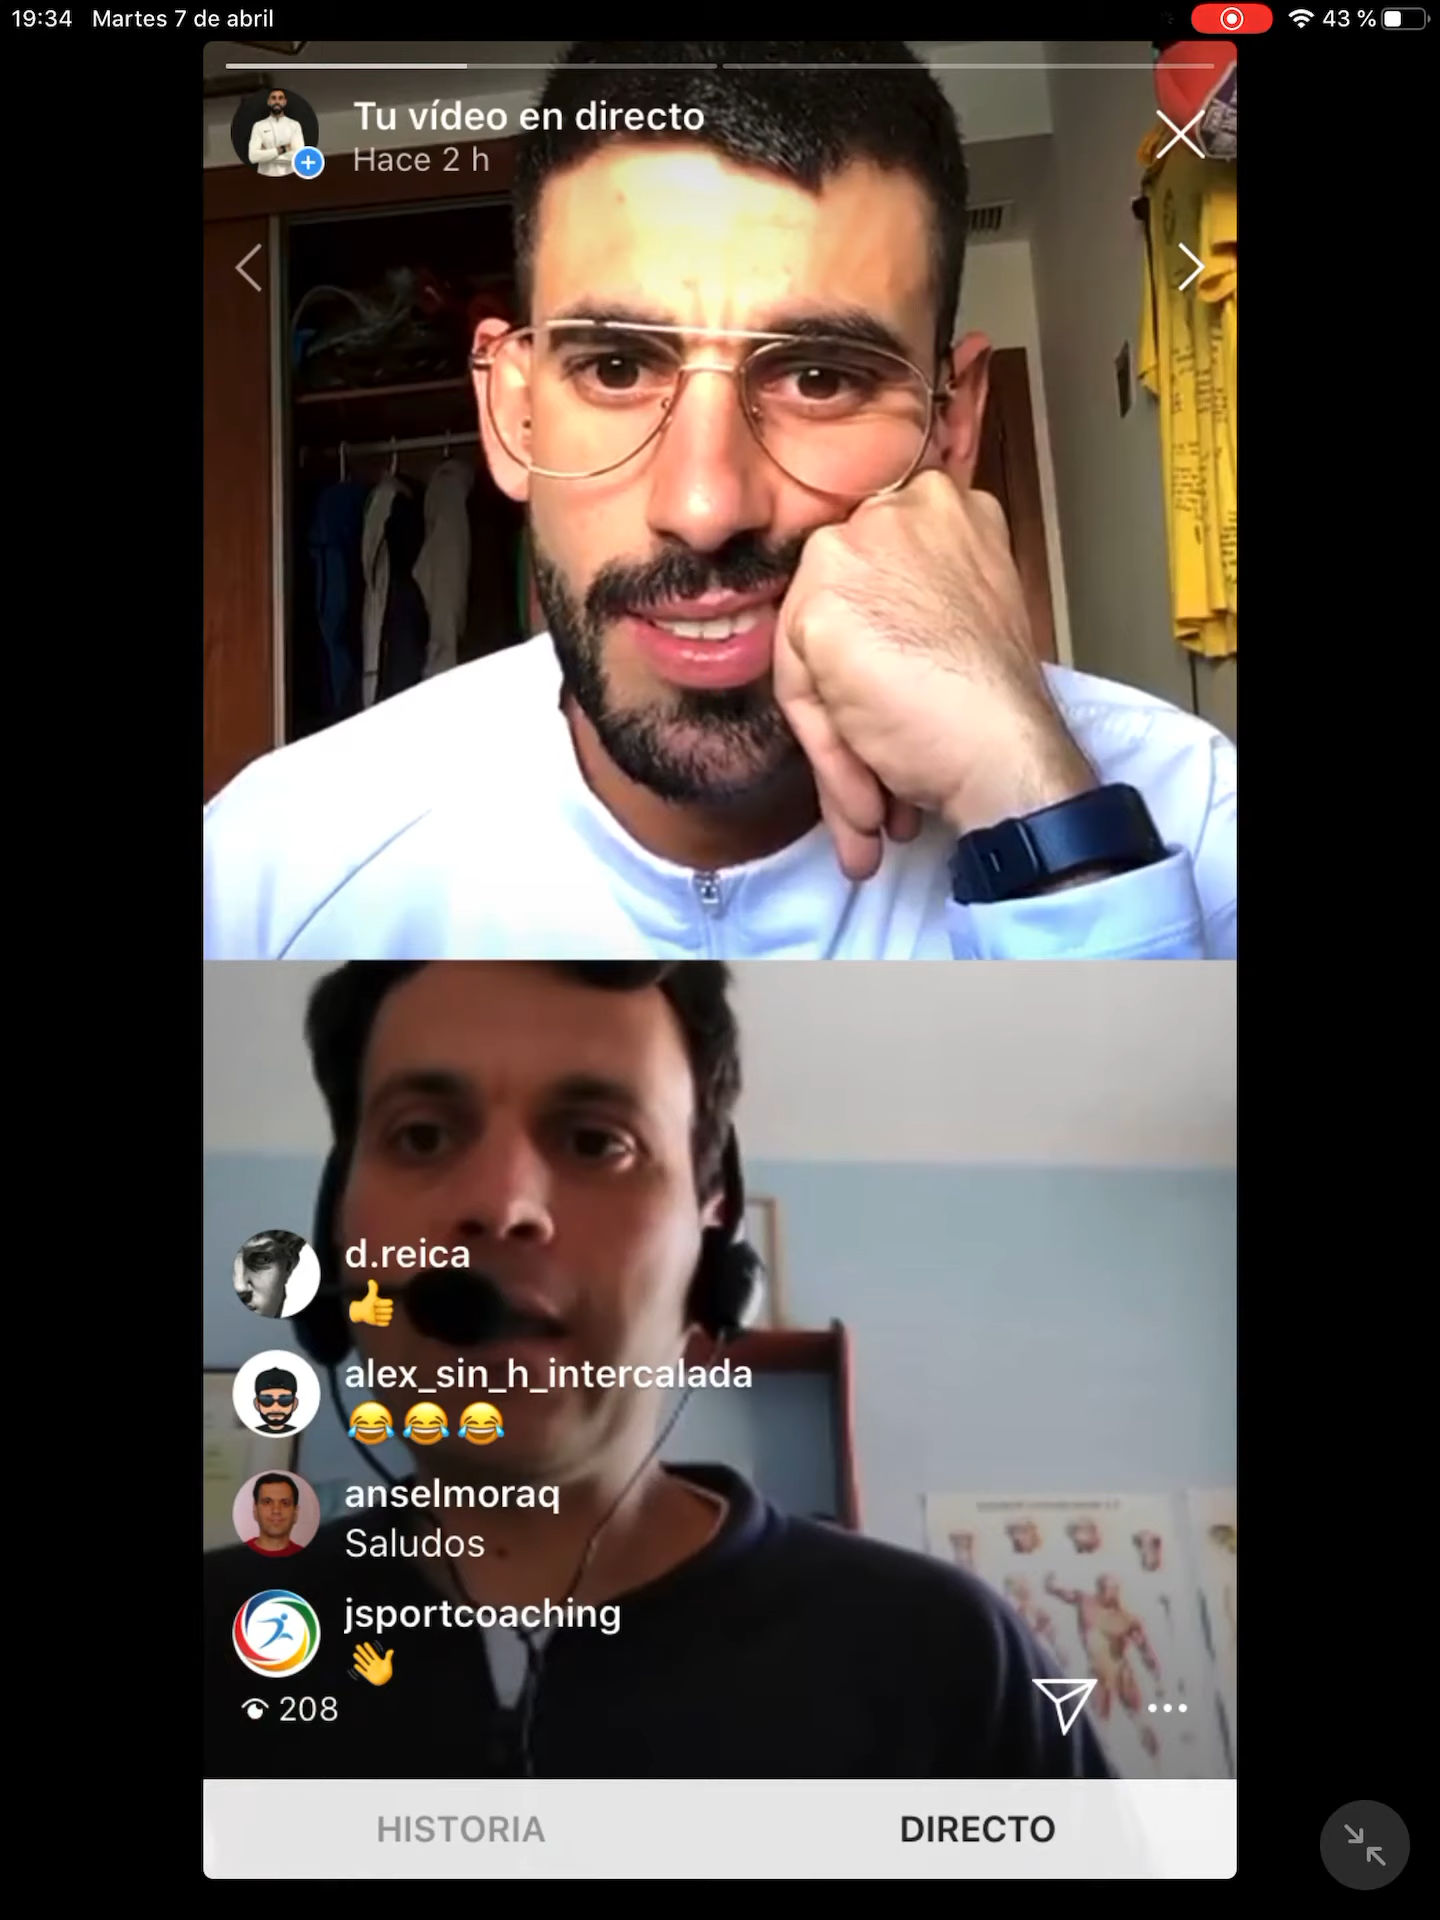 19:34 Martes 7 de abril
43 %
Tu vídeo en directo
Hace 2 h
d.reica
👍
alex_sin_h_intercalada
😂😂😂
anselmoraq
Saludos
jsportcoaching
👋
208
HISTORIA
DIRECTO